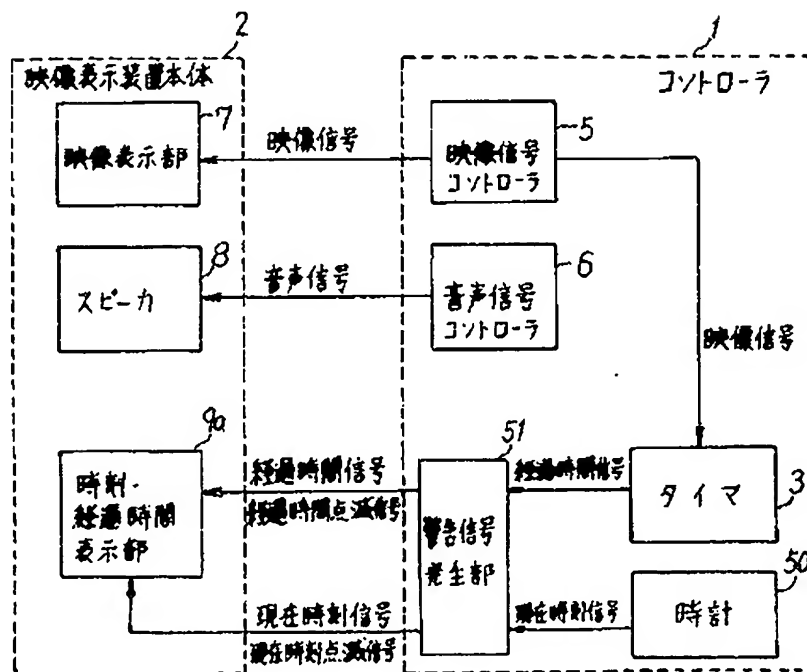 2
1
映像表示装置本体
コントローラ
7
映像表示部
映像信号
5
映像信号
コントローラ
8
スピーカ
音声信号
6
音声信号
コントローラ
映像信号
9a
時刻・
経過時間
表示部
経過時間信号
経過時間点滅信号
51
警告信号
発生部
経過時間信号
タイマ
3
現在時刻信号
現在時刻点滅信号
現在時刻信号
時計
50